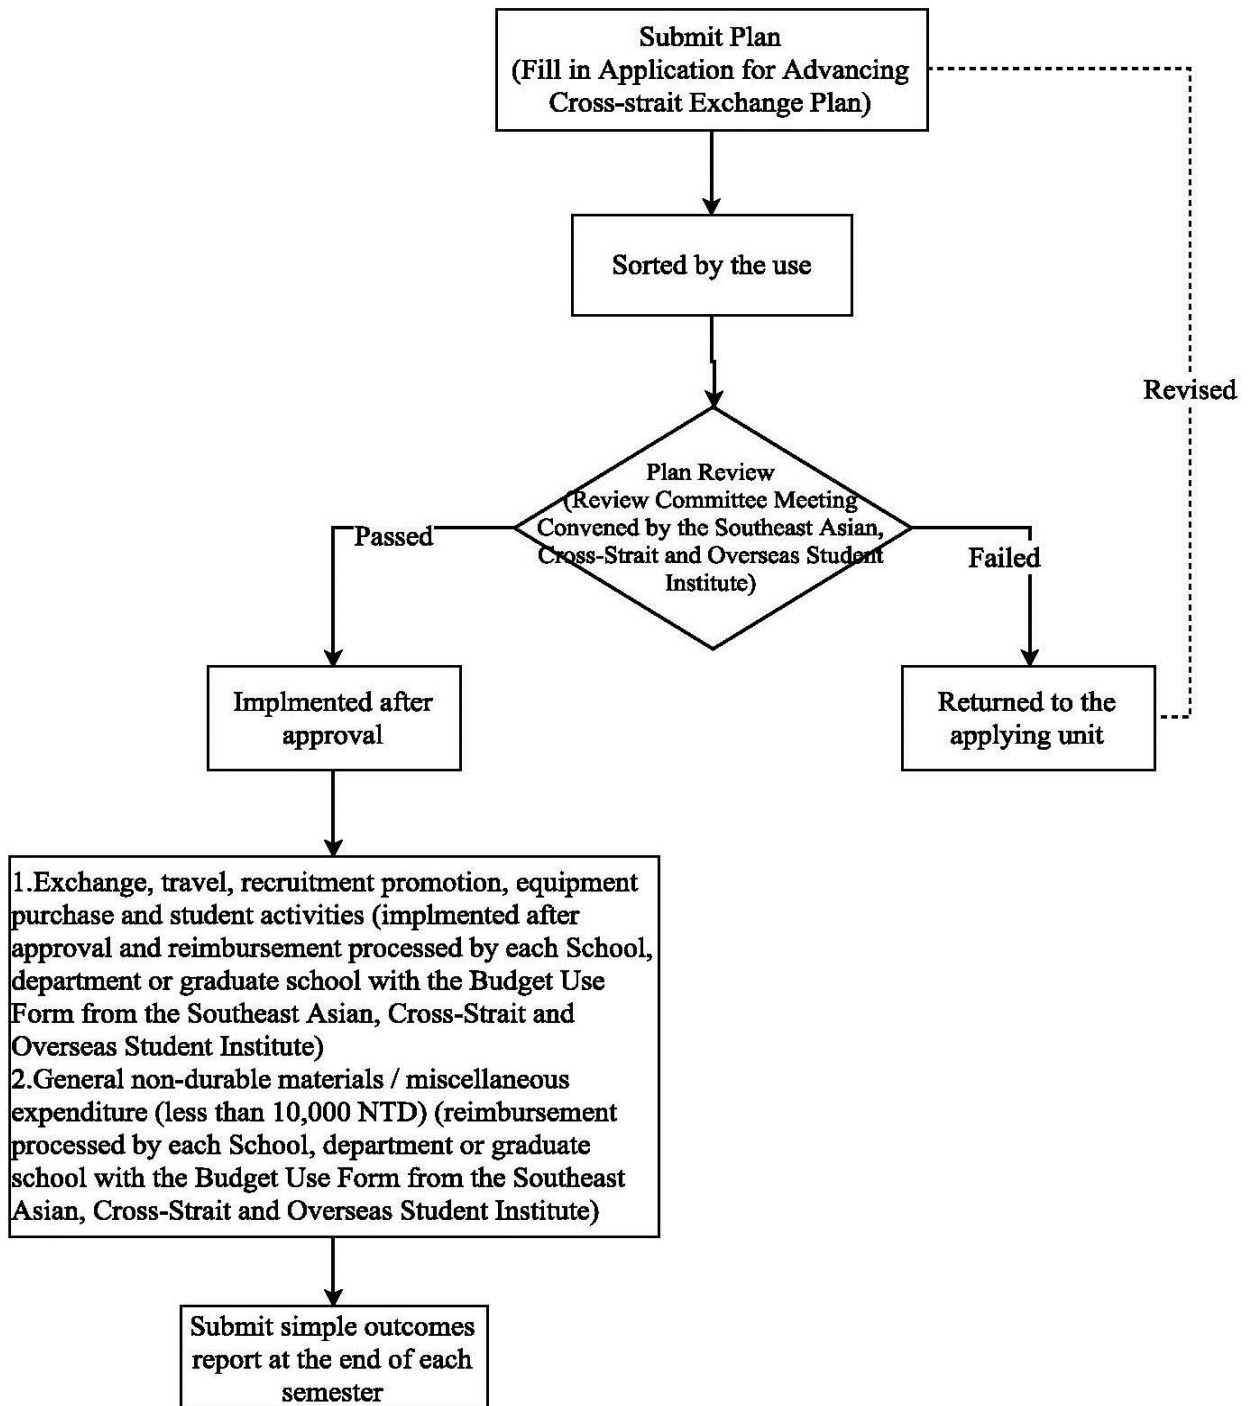 Submit Plan
(Fill in Application for Advancing
Cross-strait Exchange Plan)
Sorted by the use
Revised
Plan Review
(Review Committee Meeting
Convened by the Southeast Asian,
Cross-Strait and Overseas Student
Institute)
Passed
Failed
Implmented after
approval
Returned to the
applying unit
1.Exchange, travel, recruitment promotion, equipment
purchase and student activities (implmented after
approval and reimbursement processed by each School,
department or graduate school with the Budget Use
Form from the Southeast Asian, Cross-Strait and
Overseas Student Institute)
2.General non-durable materials / miscellaneous
expenditure (less than 10,000 NTD) (reimbursement
processed by each School, department or graduate
school with the Budget Use Form from the Southeast
Asian, Cross-Strait and Overseas Student Institute)
Submit simple outcomes
report at the end of each
semester